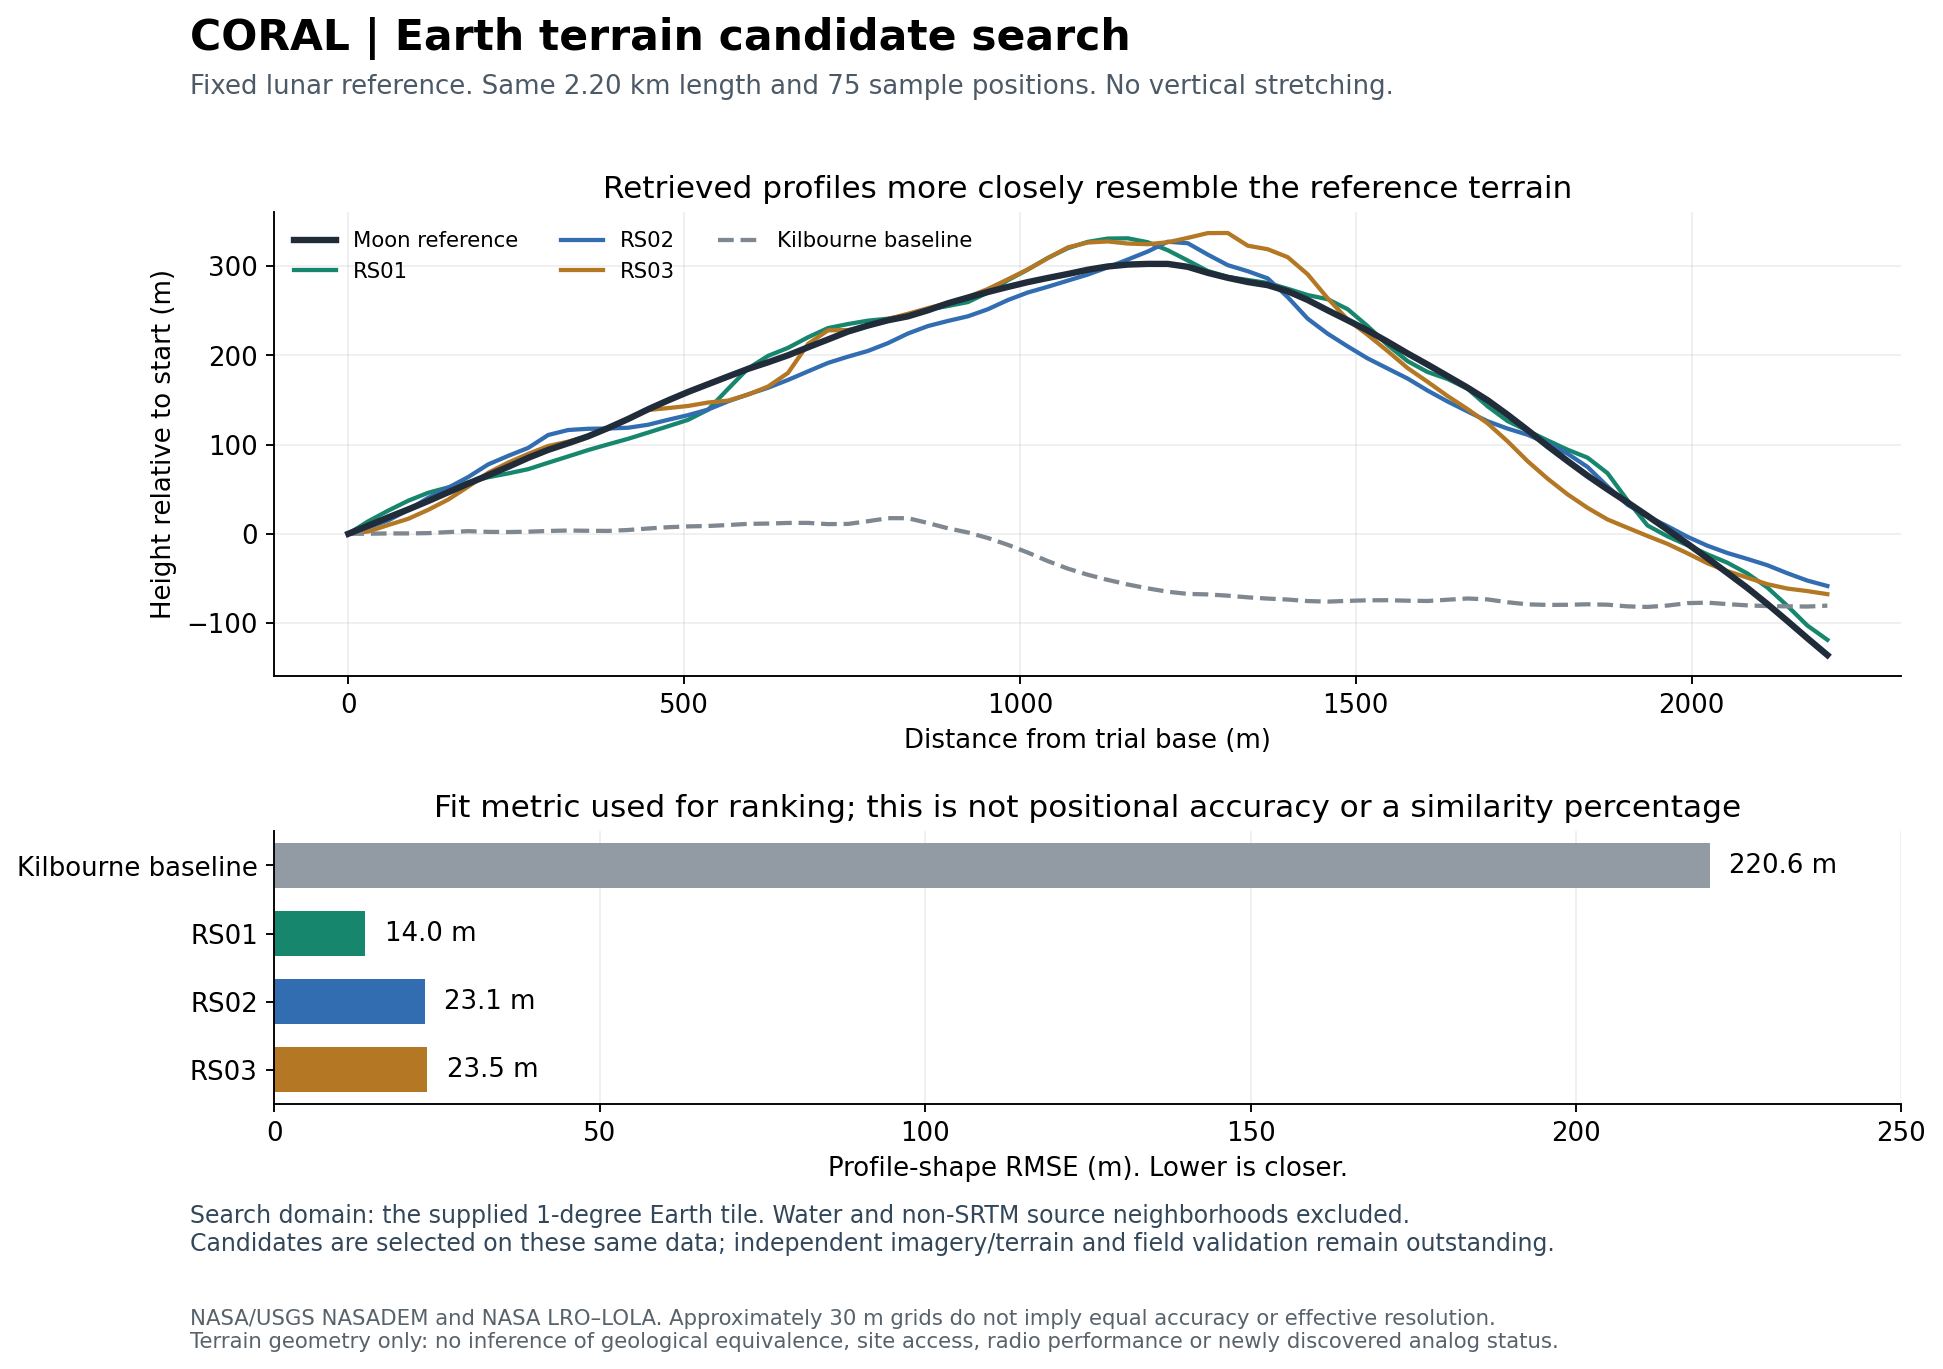 CORAL | Earth terrain candidate search
Fixed lunar reference. Same 2.20 km length and 75 sample positions. No vertical stretching.
Retrieved profiles more closely resemble the reference terrain
Moon reference
RS01
RS02
RS03
Kilbourne baseline
Height relative to start (m)
300
200
100
0
−100
0
500
1000
1500
2000
Distance from trial base (m)
Fit metric used for ranking; this is not positional accuracy or a similarity percentage
Kilbourne baseline
220.6 m
RS01
14.0 m
RS02
23.1 m
RS03
23.5 m
0
50
100
150
200
250
Profile-shape RMSE (m). Lower is closer.
Search domain: the supplied 1-degree Earth tile. Water and non-SRTM source neighborhoods excluded.
Candidates are selected on these same data; independent imagery/terrain and field validation remain outstanding.
NASA/USGS NASADEM and NASA LRO–LOLA. Approximately 30 m grids do not imply equal accuracy or effective resolution.
Terrain geometry only: no inference of geological equivalence, site access, radio performance or newly discovered analog status.